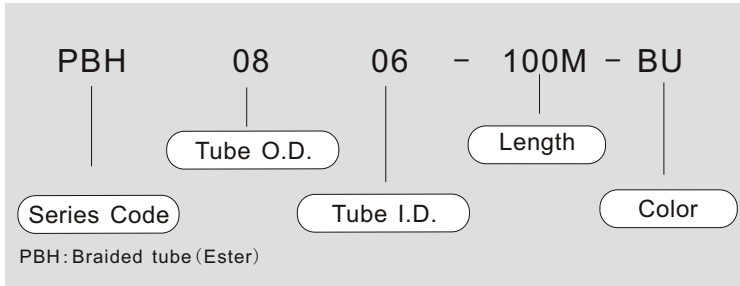 PBH 08 06 - 100M - BU
Tube O.D.
Length
Series Code
Tube I.D.
Color
PBH:Braided tube(Ester)